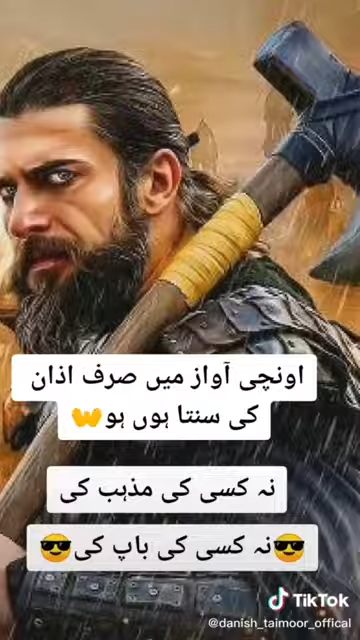 اونچی آواز میں صرف اذان
کی سنتا ہوں ہو👐
نہ کسی کی مذہب کی
😎نہ کسی کی باپ کی😎
TikTok
@danish_taimoor_offical